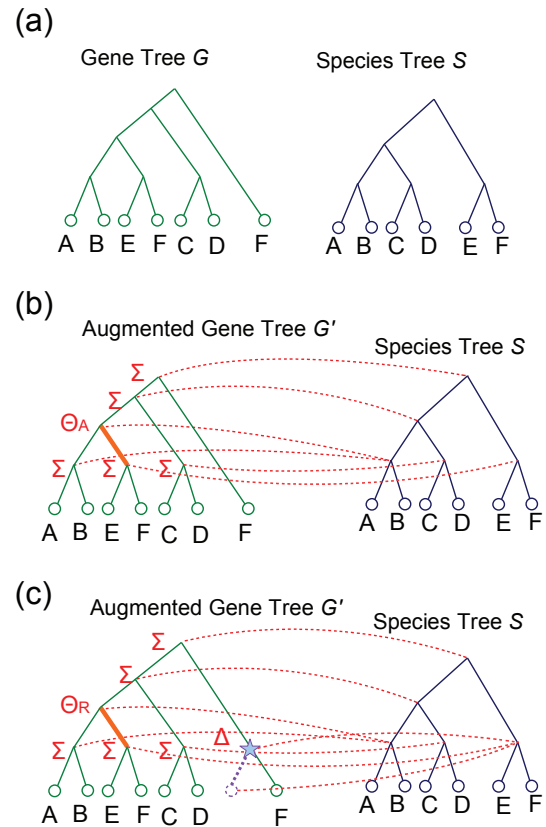 (a)
Gene Tree G
Species Tree S
A B E F C D F
A B C D E F
(b)
Augmented Gene Tree G'
Species Tree S
Σ
Σ
ΘA
Σ Σ Σ
A B E F C D F
A B C D E F
(c)
Augmented Gene Tree G'
Species Tree S
Σ
Σ
ΘR
Δ
Σ Σ Σ
A B E F C D F
A B C D E F